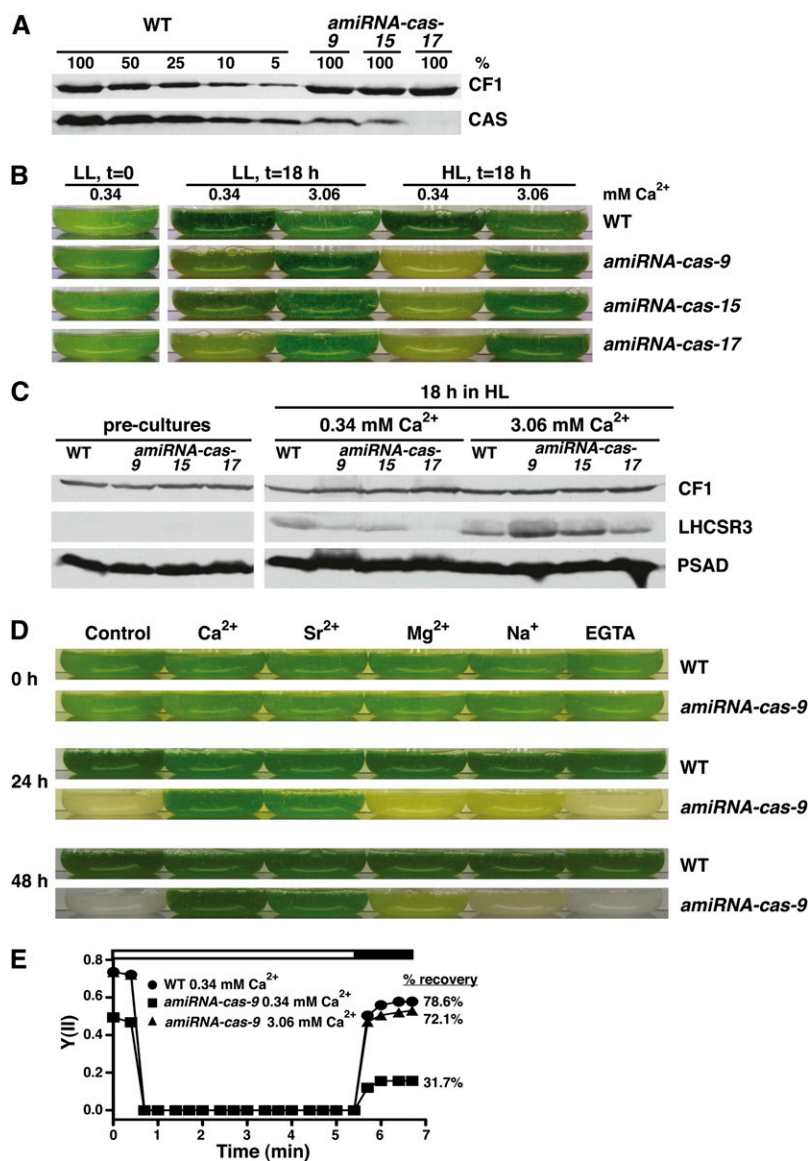 A
WT
amiRNA-cas-
9 15 17
100 50 25 10 5 100 100 100 %
CF1
CAS
B
LL, t=0 LL, t=18 h HL, t=18 h
0.34 0.34 3.06 0.34 3.06 mM Ca2+
WT
amiRNA-cas-9
amiRNA-cas-15
amiRNA-cas-17
C
18 h in HL
pre-cultures 0.34 mM Ca2+ 3.06 mM Ca2+
WT amiRNA-cas- WT amiRNA-cas- WT amiRNA-cas-
9 15 17 9 15 17 9 15 17
CF1
LHCSR3
PSAD
D
Control Ca2+ Sr2+ Mg2+ Na+ EGTA
0 h
WT
amiRNA-cas-9
24 h
WT
amiRNA-cas-9
48 h
WT
amiRNA-cas-9
E
Y(II)
0.8
0.6
0.4
0.2
0.0
WT 0.34 mM Ca2+
amiRNA-cas-9 0.34 mM Ca2+
amiRNA-cas-9 3.06 mM Ca2+
% recovery
78.6%
72.1%
31.7%
0 1 2 3 4 5 6 7
Time (min)